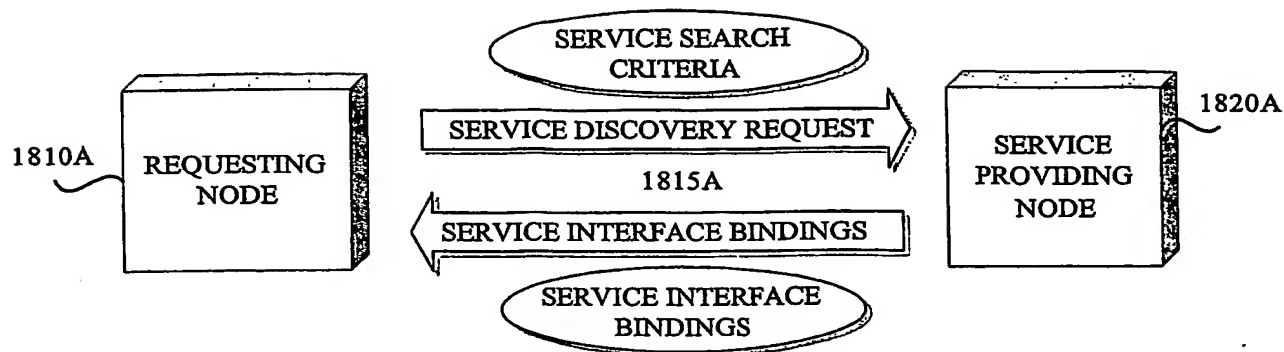 SERVICE SEARCH
CRITERIA
1820A
SERVICE DISCOVERY REQUEST
1810A
REQUESTING
NODE
1815A
SERVICE
PROVIDING
NODE
SERVICE INTERFACE BINDINGS
SERVICE INTERFACE
BINDINGS